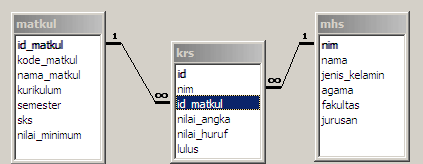 matkul
id_matkul
kode_matkul
nama_matkul
kurikulum
semester
sks
nilai_minimum
1
∞
krs
id
nim
id_matkul
nilai_angka
nilai_huruf
lulus
∞
1
mhs
nim
nama
jenis_kelamin
agama
fakultas
jurusan